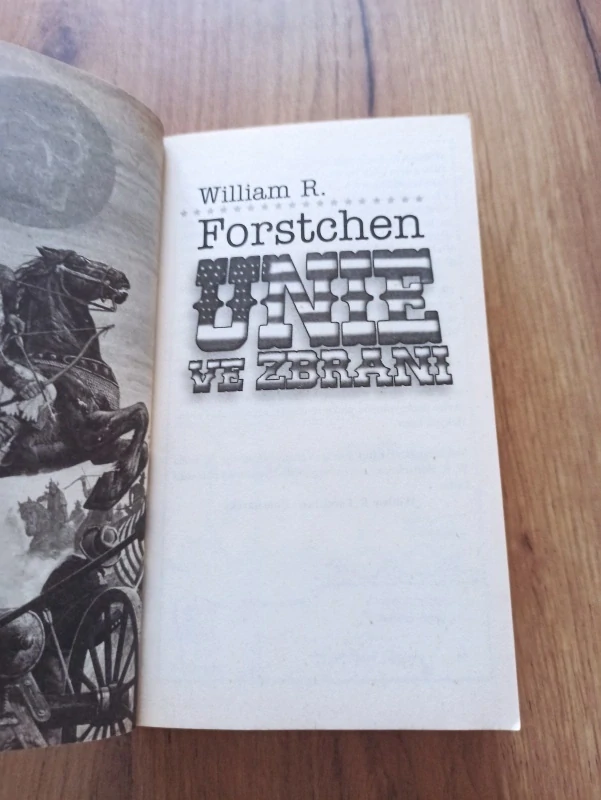 William R.
Forstchen
UNIE
VE ZBRANI